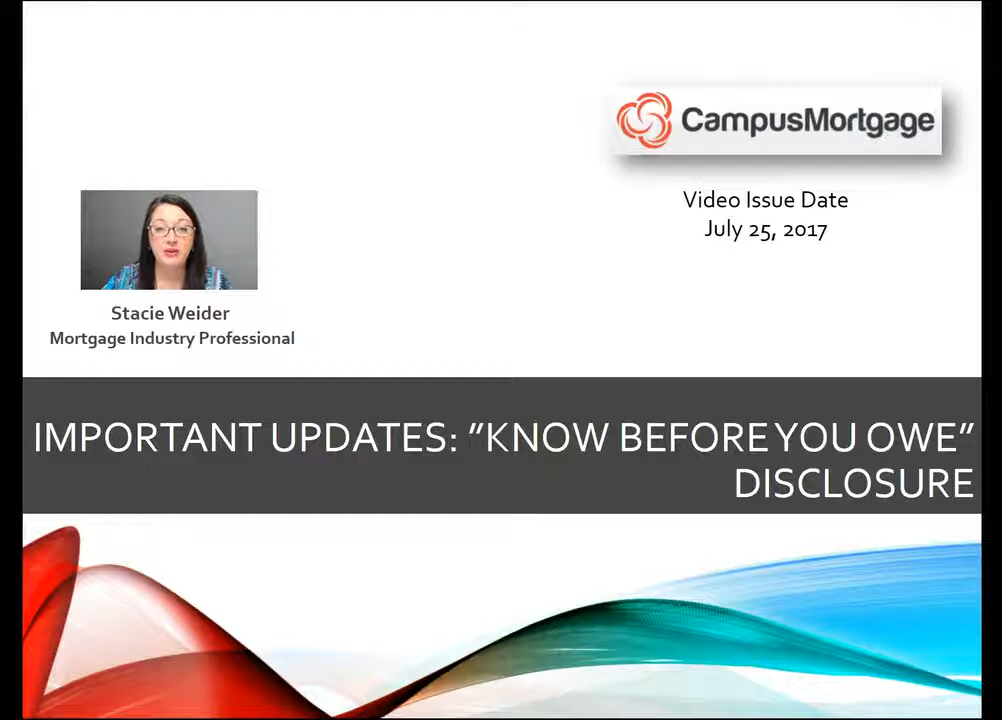 CampusMortgage
Video Issue Date
July 25, 2017
Stacie Weider
Mortgage Industry Professional
IMPORTANT UPDATES: “KNOW BEFORE YOU OWE”
DISCLOSURE